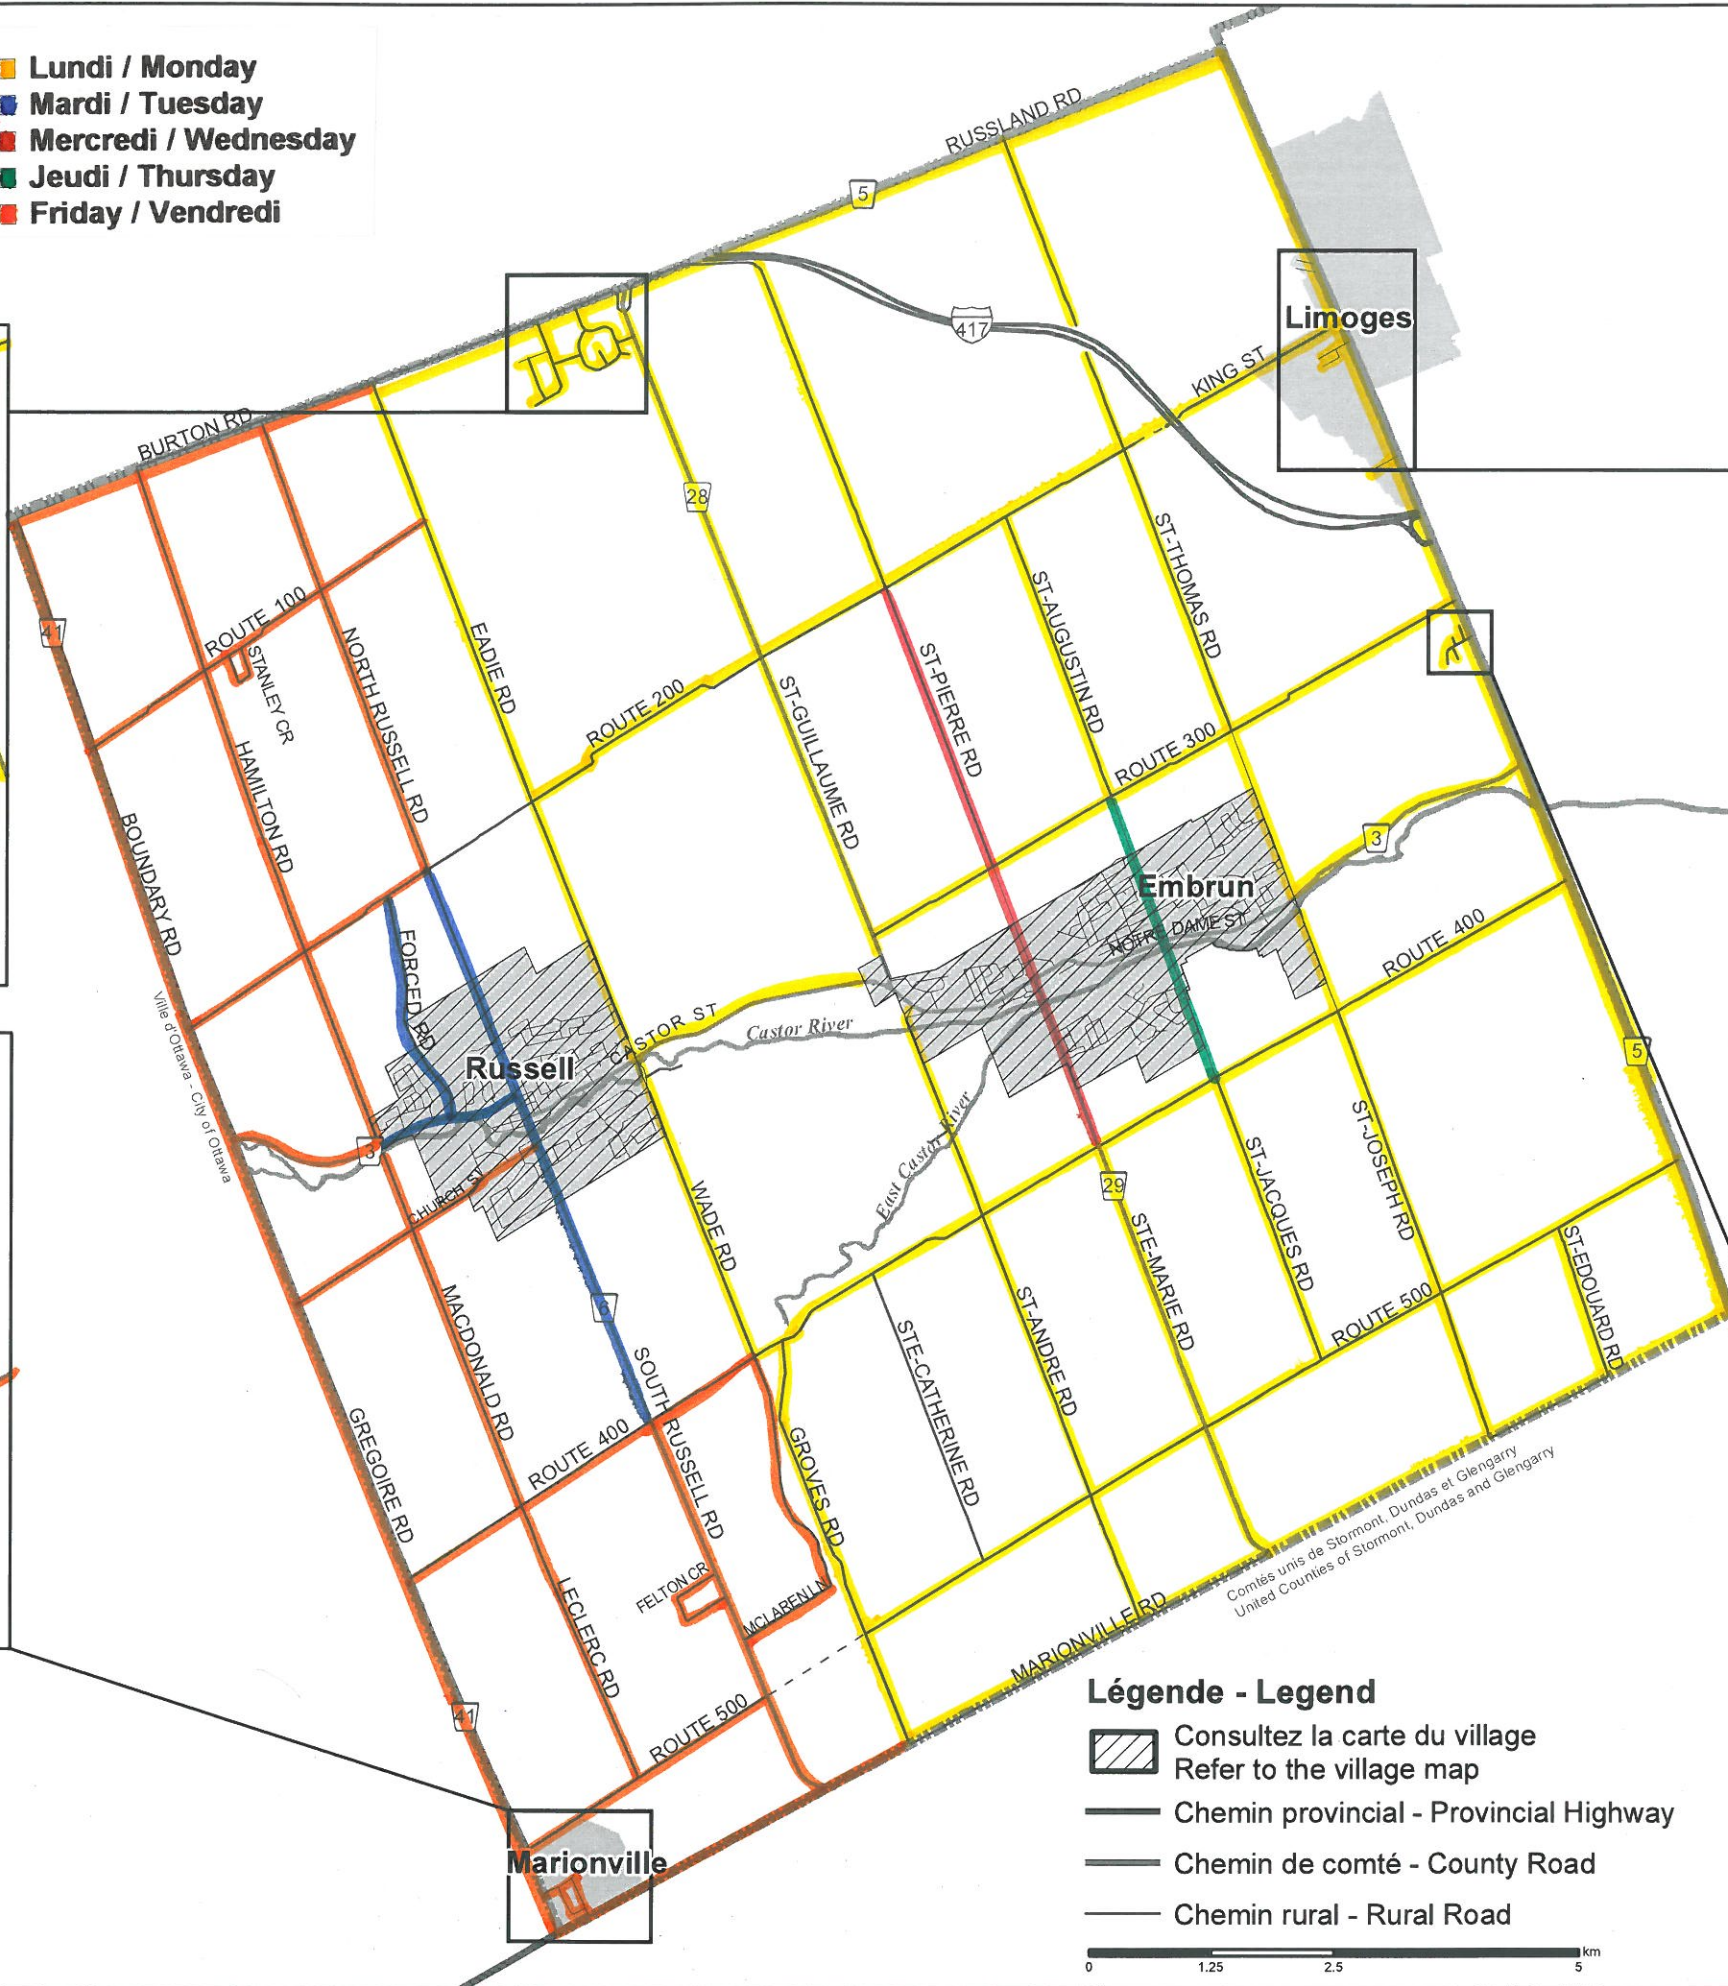 Lundi / Monday
Mardi / Tuesday
Mercredi / Wednesday
Jeudi / Thursday
Friday / Vendredi
RUSSLAND RD
5
417
Limoges
KING ST
BURTON RD
28
41
ROUTE 100
STANLEY CR
NORTH RUSSELL RD
HAMILTON RD
EADIE RD
ROUTE 200
ST-GUILLAUME RD
ST-PIERRE RD
ST-AUGUSTIN RD
ST-THOMAS RD
ROUTE 300
BOUNDARY RD
3
Embrun
NOTRE DAME ST
ROUTE 400
FORCED RD
Ville d'Ottawa - City of Ottawa
Russell
CASTOR ST
Castor River
5
3
CHURCH ST
East Castor River
WADE RD
29
ST-JACQUES RD
ST-JOSEPH RD
STE-MARIE RD
ST-EDOUARD RD
MACDONALD RD
6
ST-ANDRE RD
STE-CATHERINE RD
ROUTE 500
SOUTH RUSSELL RD
GREGOIRE RD
ROUTE 400
GROVES RD
Comtés unis de Stormont, Dundas et Glengarry
United Counties of Stormont, Dundas and Glengarry
FELTON CR
MCLAREN LN
LECLERC RD
MARIONVILLE RD
41
ROUTE 500
Marionville
Légende - Legend
Consultez la carte du village
Refer to the village map
Chemin provincial - Provincial Highway
Chemin de comté - County Road
Chemin rural - Rural Road
km
0 1.25 2.5 5